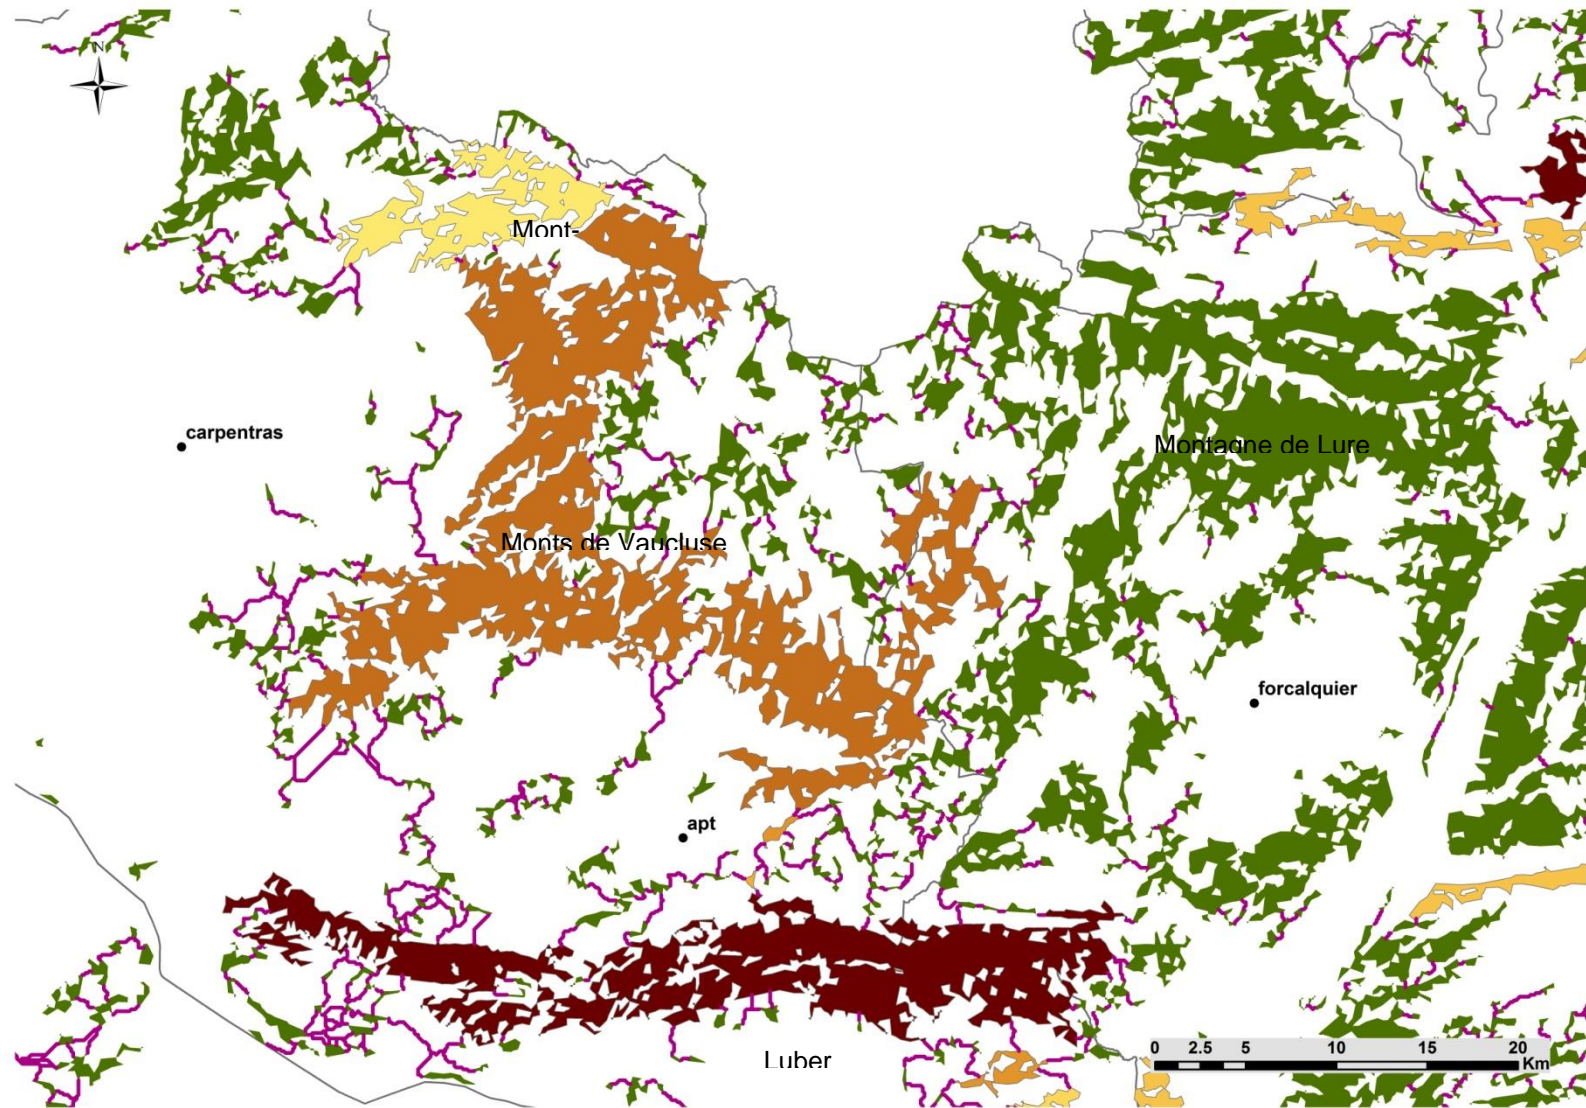 N
Mont-
carpentras
Montagne de Lure
Monts de Vaucluse
forcalquier
apt
0 2.5 5 10 15 20
Km
Luber